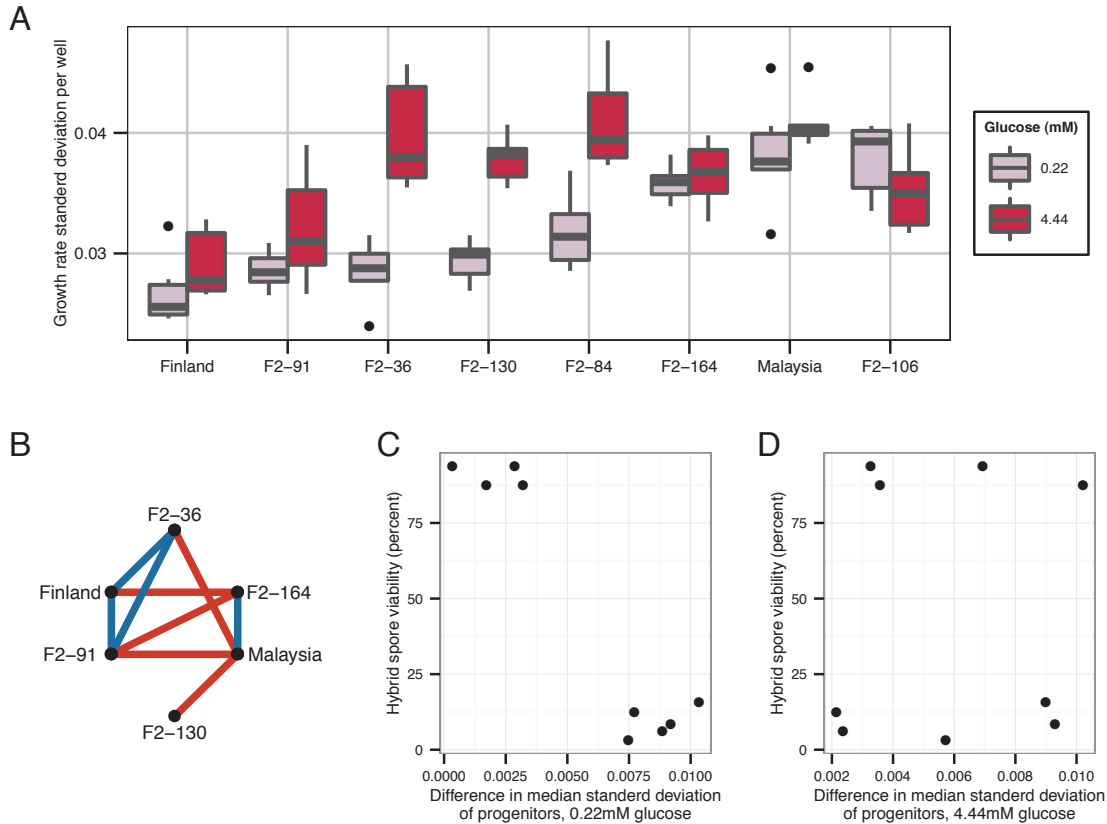 A
Growth rate standerd deviation per well
0.04
0.03
Finland F2−91 F2−36 F2−130 F2−84 F2−164 Malaysia F2−106
Glucose (mM)
0.22
4.44
B
F2−36
Finland
F2−164
F2−91
Malaysia
F2−130
C
Hybrid spore viability (percent)
75
50
25
0
0.0000 0.0025 0.0050 0.0075 0.0100
Difference in median standerd deviation
of progenitors, 0.22mM glucose
D
Hybrid spore viability (percent)
75
50
25
0
0.002 0.004 0.006 0.008 0.010
Difference in median standerd deviation
of progenitors, 4.44mM glucose